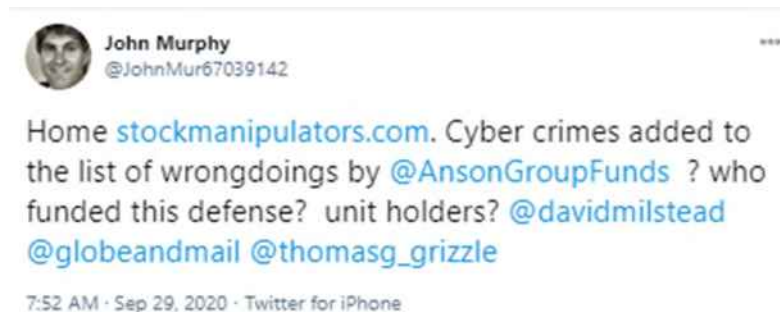 John Murphy
@JohnMur67039142
Home stockmanipulators.com. Cyber crimes added to
the list of wrongdoings by @AnsonGroupFunds ? who
funded this defense? unit holders? @davidmilstead
@globeandmail @thomasg_grizzle
7:52 AM · Sep 29, 2020 · Twitter for iPhone